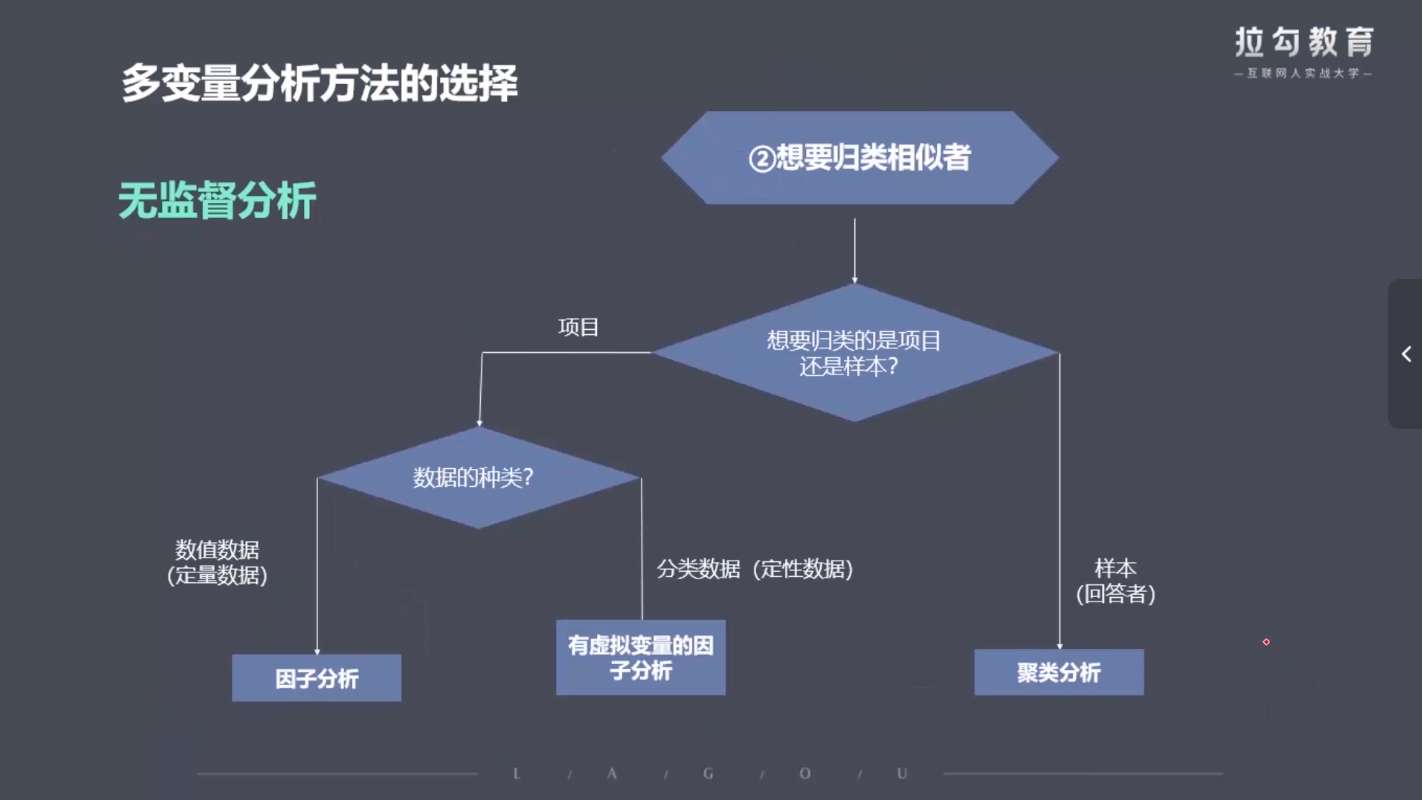 拉勾教育
—互联网人实战大学—
多变量分析方法的选择
②想要归类相似者
无监督分析
项目
想要归类的是项目
还是样本？
数据的种类？
数值数据
（定量数据）
分类数据（定性数据）
样本
（回答者）
有虚拟变量的因
子分析
因子分析
聚类分析
L / A / G / O / U